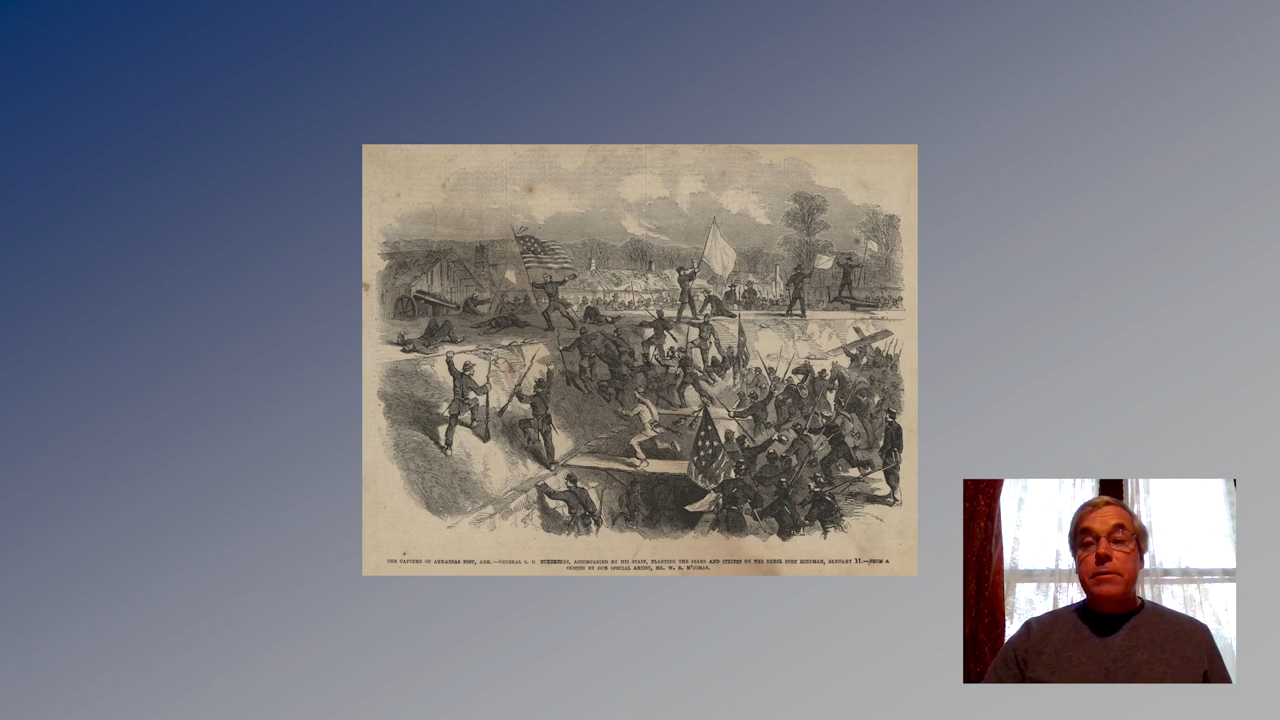 THE CAPTURE OF ARKANSAS POST, ARK.—GENERAL S. G. BURBRIDGE, ACCOMPANIED BY HIS STAFF, PLANTING THE STARS AND STRIPES ON THE REBEL FORT HINDMAN, JANUARY 11.—FROM A
SKETCH BY OUR SPECIAL ARTIST, MR. W. R. M'COMAS.